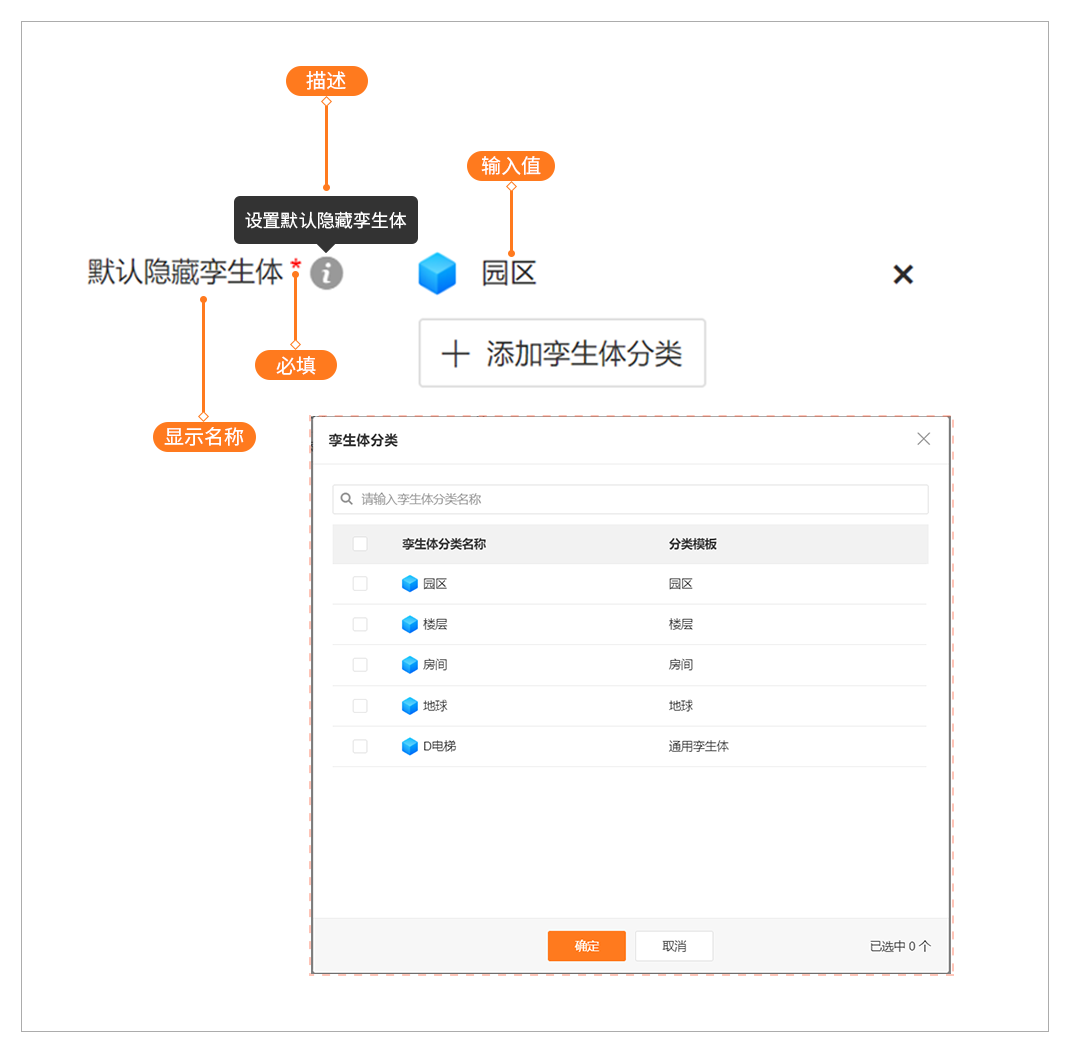 描述
输入值
设置默认隐藏孪生体
默认隐藏孪生体 * i 园区 ×
+ 添加孪生体分类
必填
显示名称
孪生体分类 ×
请输入孪生体分类名称
孪生体分类名称 分类模板
园区 园区
楼层 楼层
房间 房间
地球 地球
D电梯 通用孪生体
确定 取消 已选中 0 个